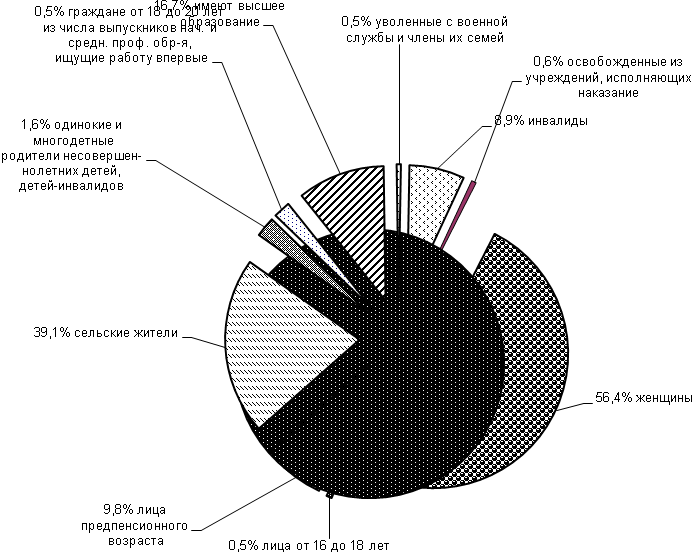 16,7% имеют высшее
образование
0,5% граждане от 18 до 20 лет
из числа выпускников нач. и
средн. проф. обр-я,
ищущие работу впервые
0,5% уволенные с военной
службы и члены их семей
0,6% освобожденные из
учреждений, исполняющих
наказание
8,9% инвалиды
1,6% одинокие и
многодетные
родители несовершен-
нолетних детей,
детей-инвалидов
39,1% сельские жители
56,4% женщины
9,8% лица
предпенсионного
возраста
0,5% лица от 16 до 18 лет